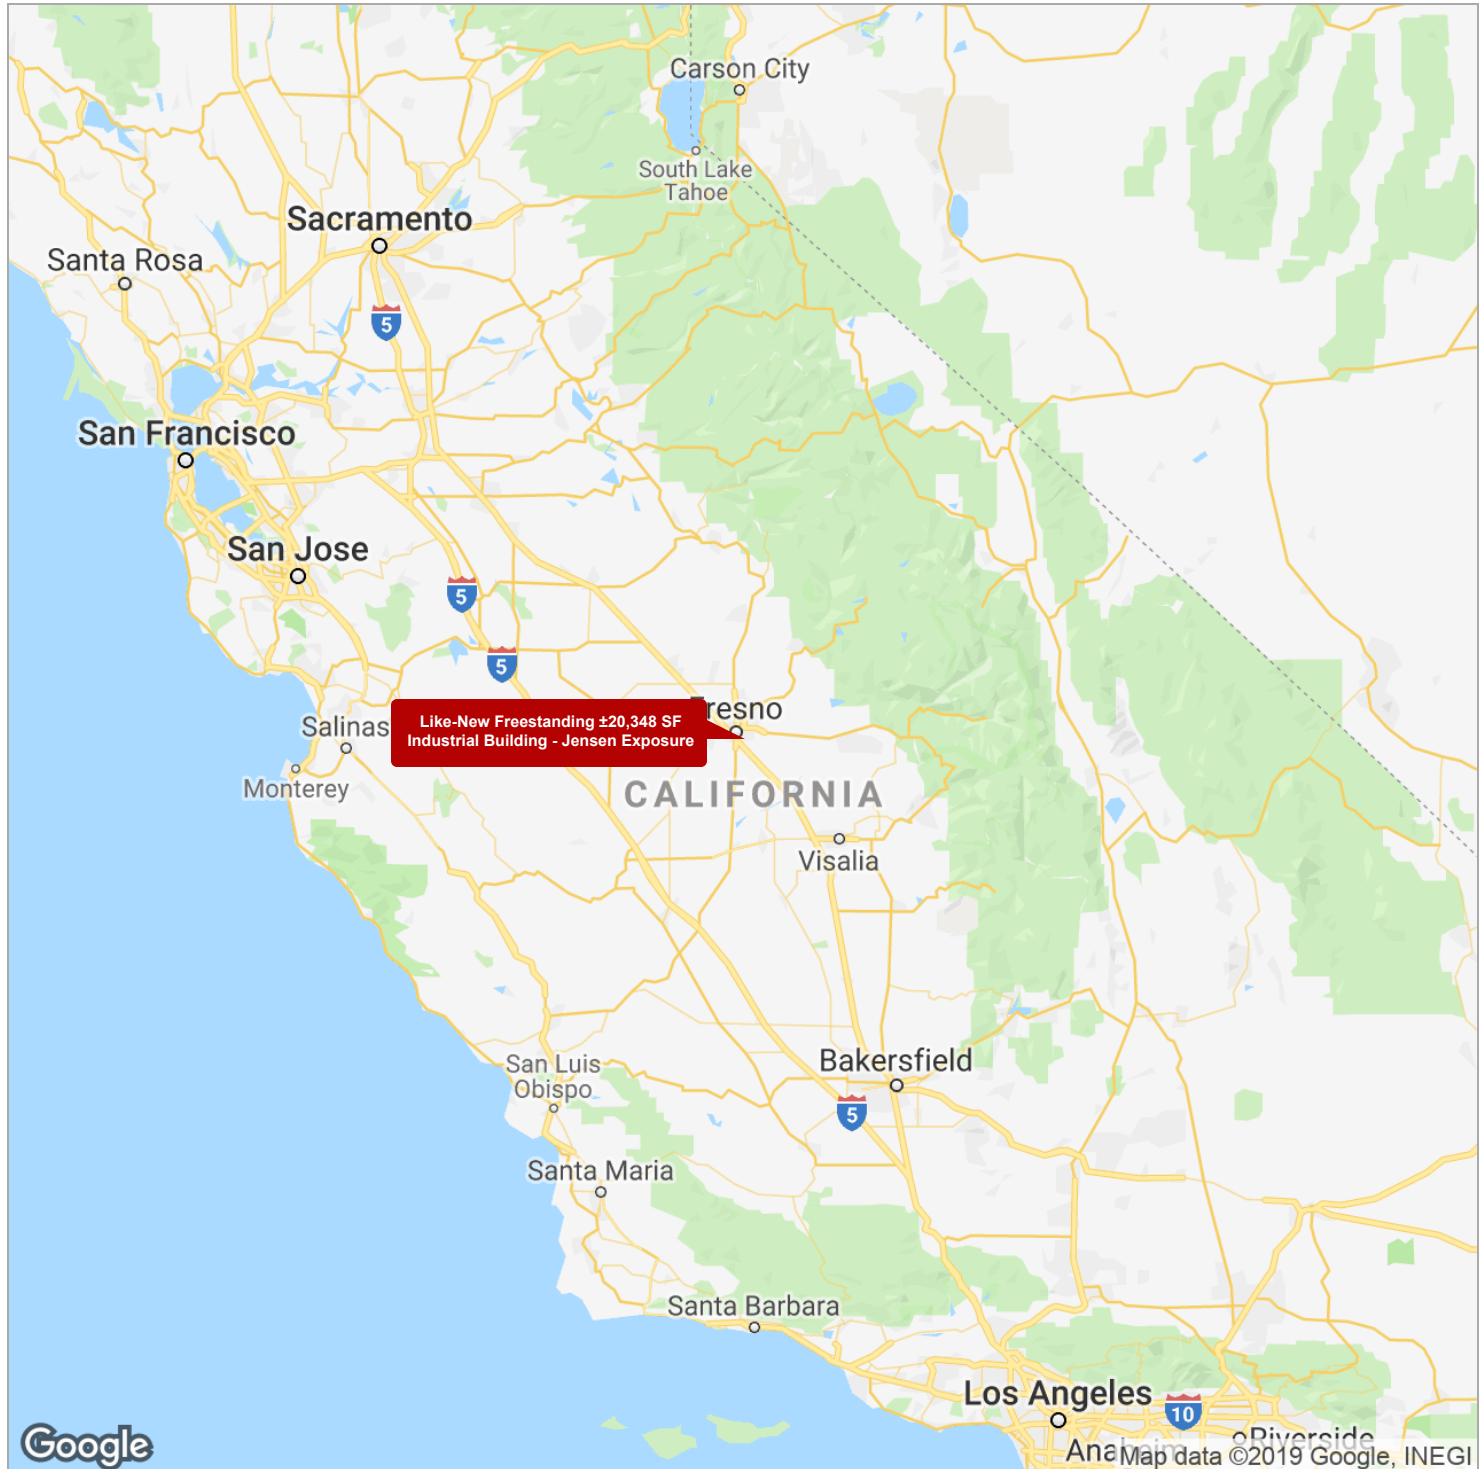 Carson City
South Lake
Tahoe
Sacramento
Santa Rosa
5
San Francisco
San Jose
5
5
Fresno
Like-New Freestanding ±20,348 SF
Industrial Building - Jensen Exposure
Salinas
Monterey
CALIFORNIA
Visalia
San Luis
Obispo
Bakersfield
5
Santa Maria
Santa Barbara
Los Angeles
10
Anaheim
Riverside
Google
Map data ©2019 Google, INEGI